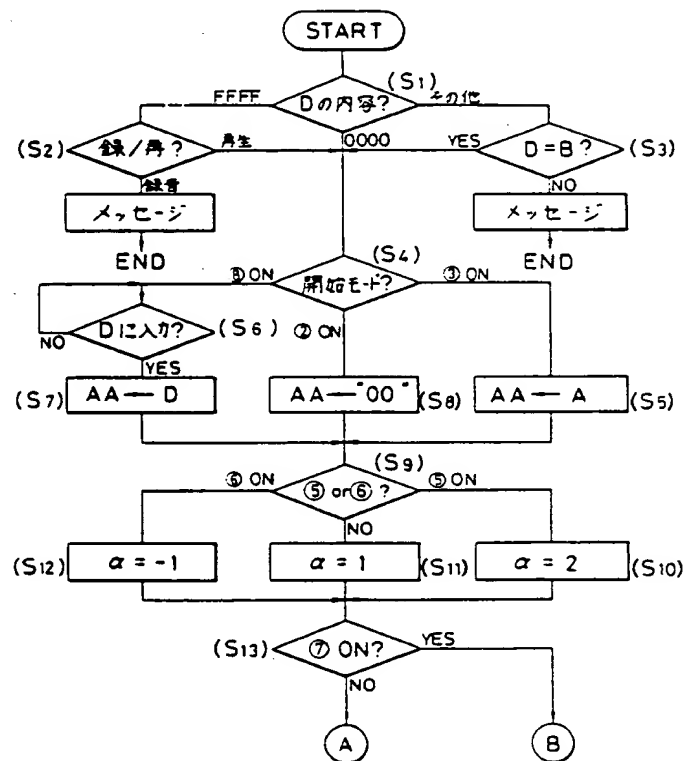 START
(S1)
FFFF
Dの内容?
その他
(S2)
録/再?
再生
0000
YES
D=B?
(S3)
録音
NO
メッセージ
メッセージ
END
END
(S4)
⑧ ON
開始モード?
③ ON
② ON
Dに入力?
(S6)
NO
YES
(S7)
AA ← D
AA ← "00"
(S8)
AA ← A
(S5)
(S9)
⑥ ON
⑤ or ⑥ ?
⑤ ON
NO
(S12)
α = -1
α = 1
(S11)
α = 2
(S10)
(S13)
⑦ ON?
YES
NO
A
B